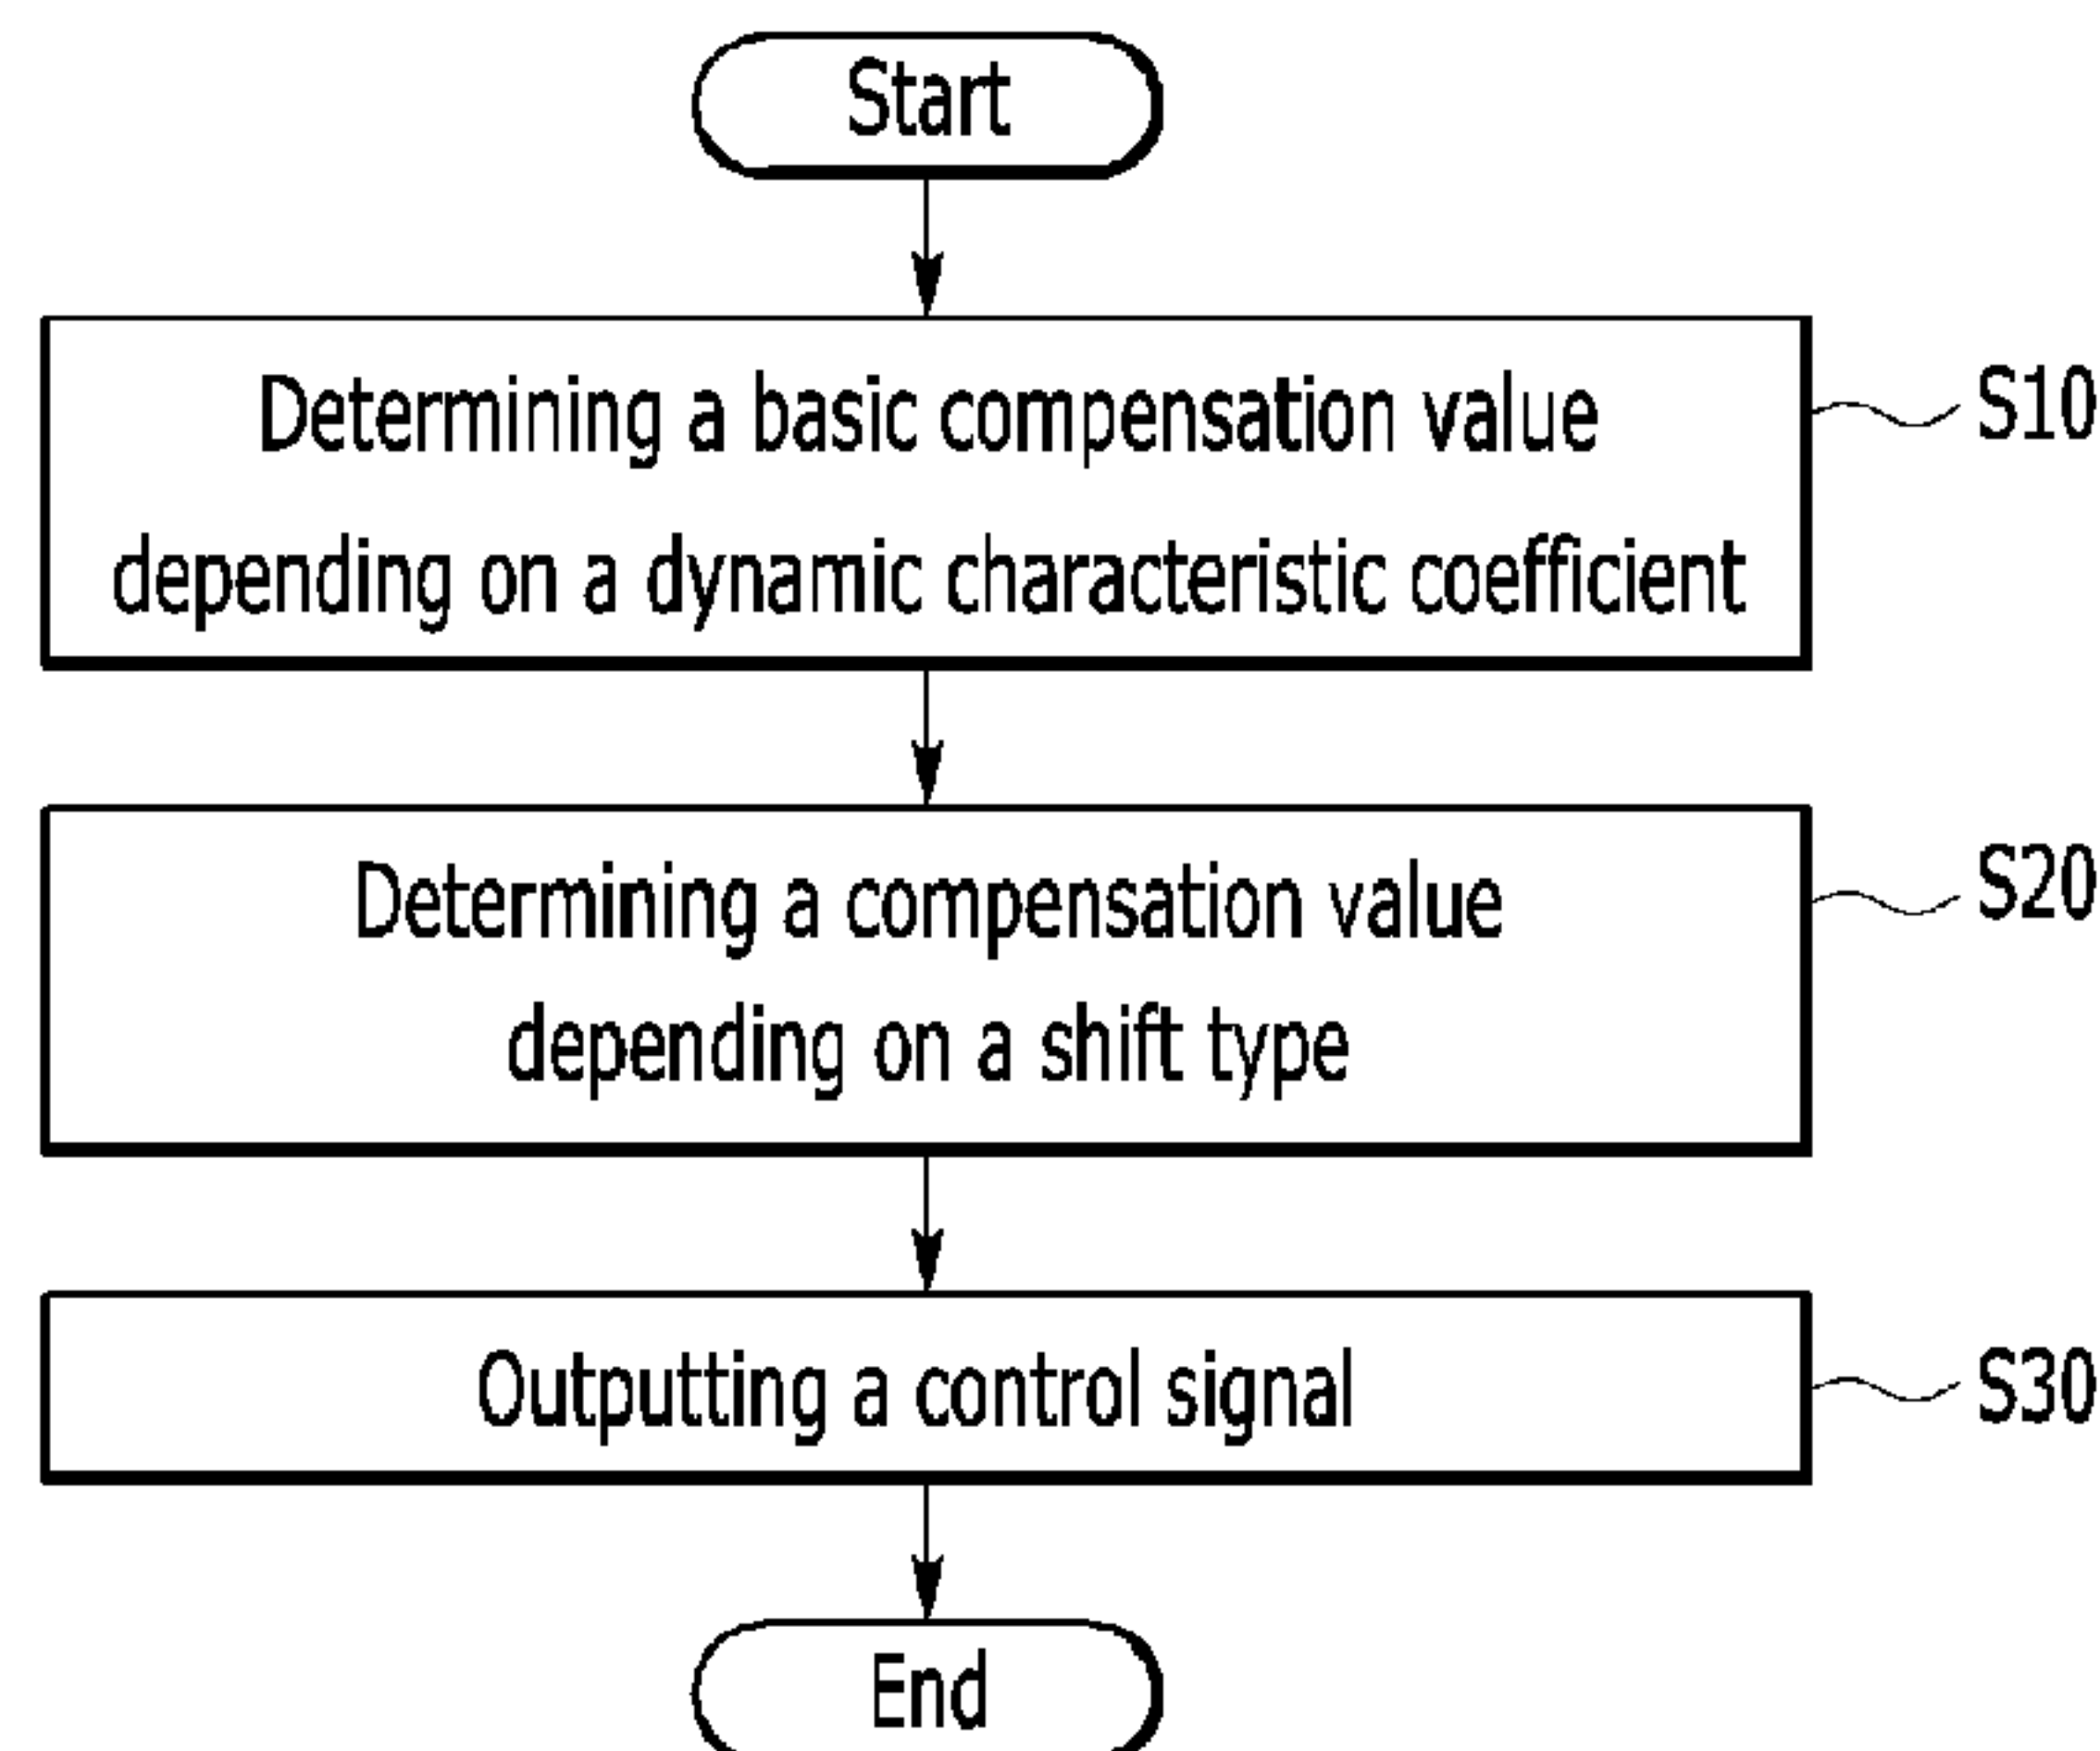 Start
Determining a basic compensation value
depending on a dynamic characteristic coefficient
S10
Determining a compensation value
depending on a shift type
S20
Outputting a control signal
S30
End